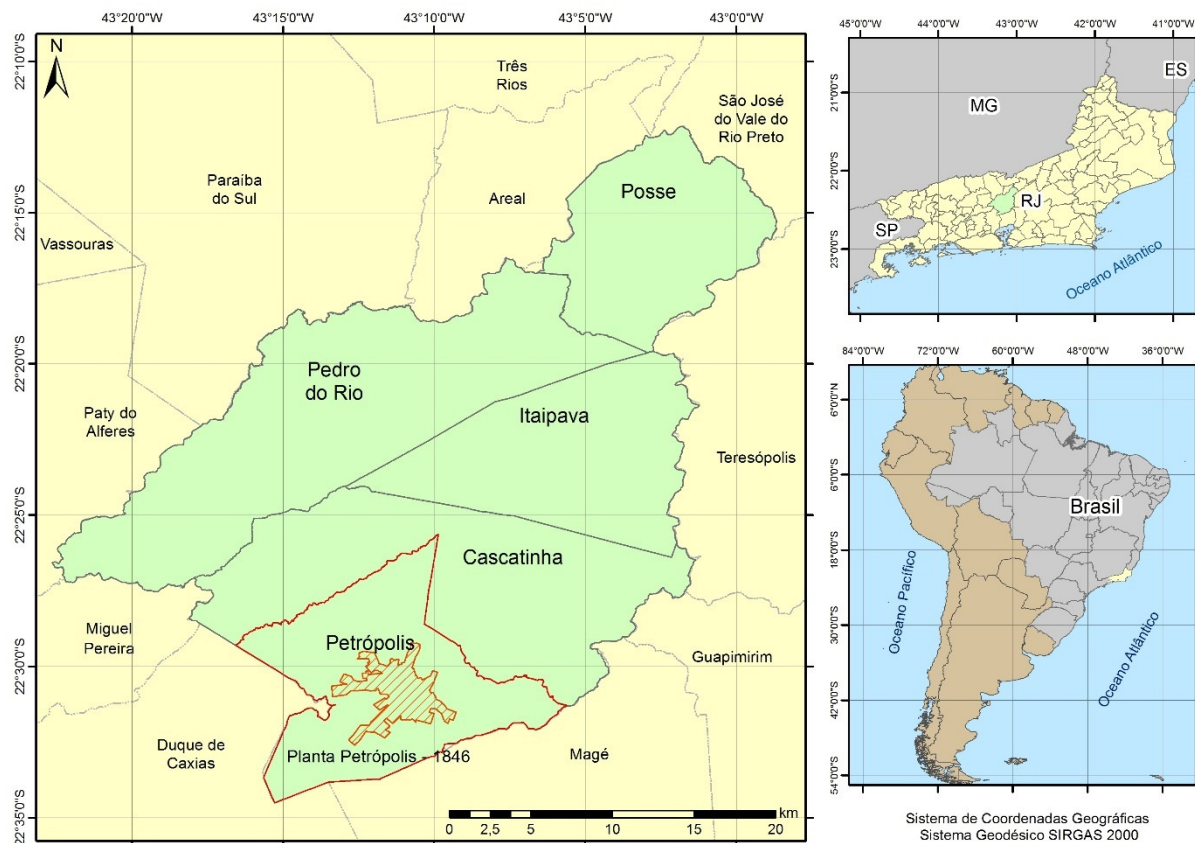 43°20'0"W
43°15'0"W
43°10'0"W
43°5'0"W
43°0'0"W
22°10'0"S
22°15'0"S
22°20'0"S
22°25'0"S
22°30'0"S
22°35'0"S
N
Três
Rios
São José
do Vale do
Rio Preto
Paraíba
do Sul
Areal
Posse
Vassouras
Pedro
do Rio
Itaipava
Paty do
Alferes
Teresópolis
Cascatinha
Miguel
Pereira
Petrópolis
Guapimirim
Duque de
Caxias
Planta Petrópolis - 1846
Magé
km
0 2,5 5 10 15 20
45°0'0"W
44°0'0"W
43°0'0"W
42°0'0"W
41°0'0"W
21°0'0"S
22°0'0"S
23°0'0"S
ES
MG
RJ
SP
Oceano Atlântico
84°0'0"W
72°0'0"W
60°0'0"W
48°0'0"W
36°0'0"W
6°0'0"N
6°0'0"S
18°0'0"S
30°0'0"S
42°0'0"S
54°0'0"S
Brasil
Oceano Pacífico
Oceano Atlântico
Sistema de Coordenadas Geográficas
Sistema Geodésico SIRGAS 2000